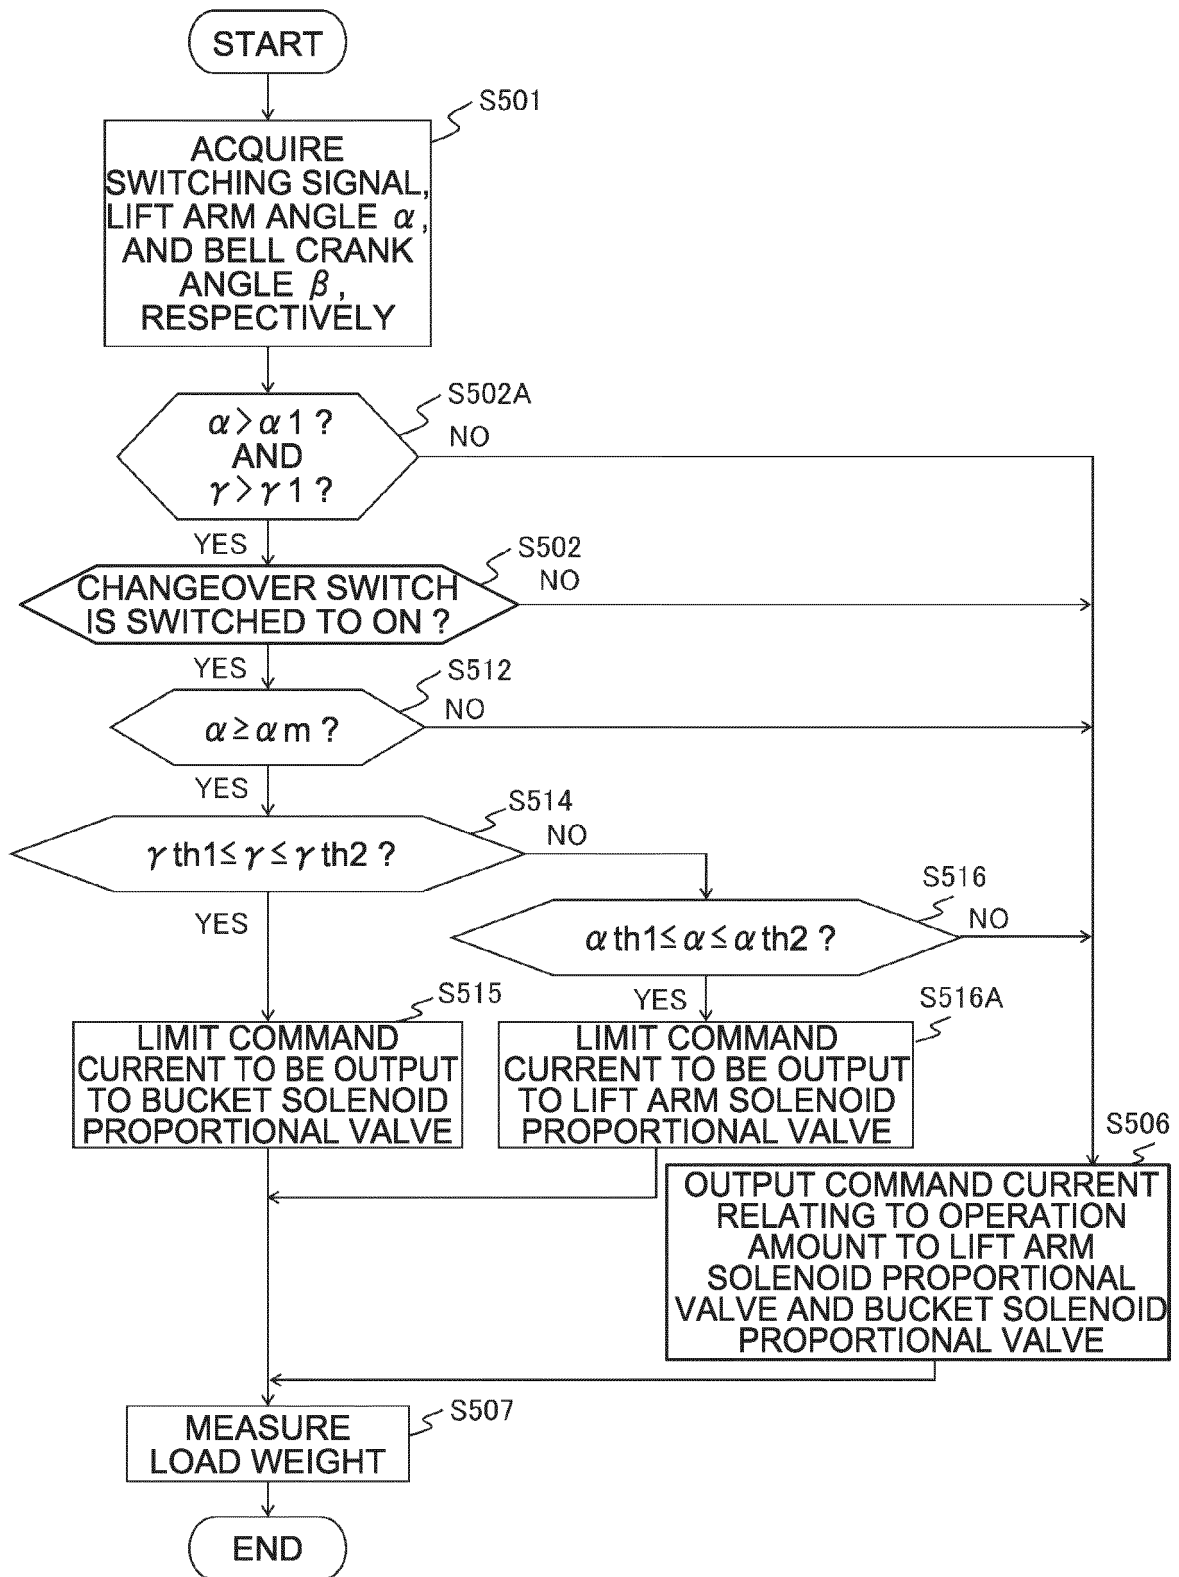 START
S501
ACQUIRE
SWITCHING SIGNAL,
LIFT ARM ANGLE α,
AND BELL CRANK
ANGLE β,
RESPECTIVELY
S502A
α>α1?
AND
γ>γ1?
NO
YES
S502
CHANGEOVER SWITCH
IS SWITCHED TO ON?
NO
YES
S512
α≥αm?
NO
YES
S514
γth1≤γ≤γth2?
NO
YES
S516
αth1≤α≤αth2?
NO
YES
S515
LIMIT COMMAND
CURRENT TO BE OUTPUT
TO BUCKET SOLENOID
PROPORTIONAL VALVE
S516A
LIMIT COMMAND
CURRENT TO BE OUTPUT
TO LIFT ARM SOLENOID
PROPORTIONAL VALVE
S506
OUTPUT COMMAND CURRENT
RELATING TO OPERATION
AMOUNT TO LIFT ARM
SOLENOID PROPORTIONAL
VALVE AND BUCKET SOLENOID
PROPORTIONAL VALVE
S507
MEASURE
LOAD WEIGHT
END